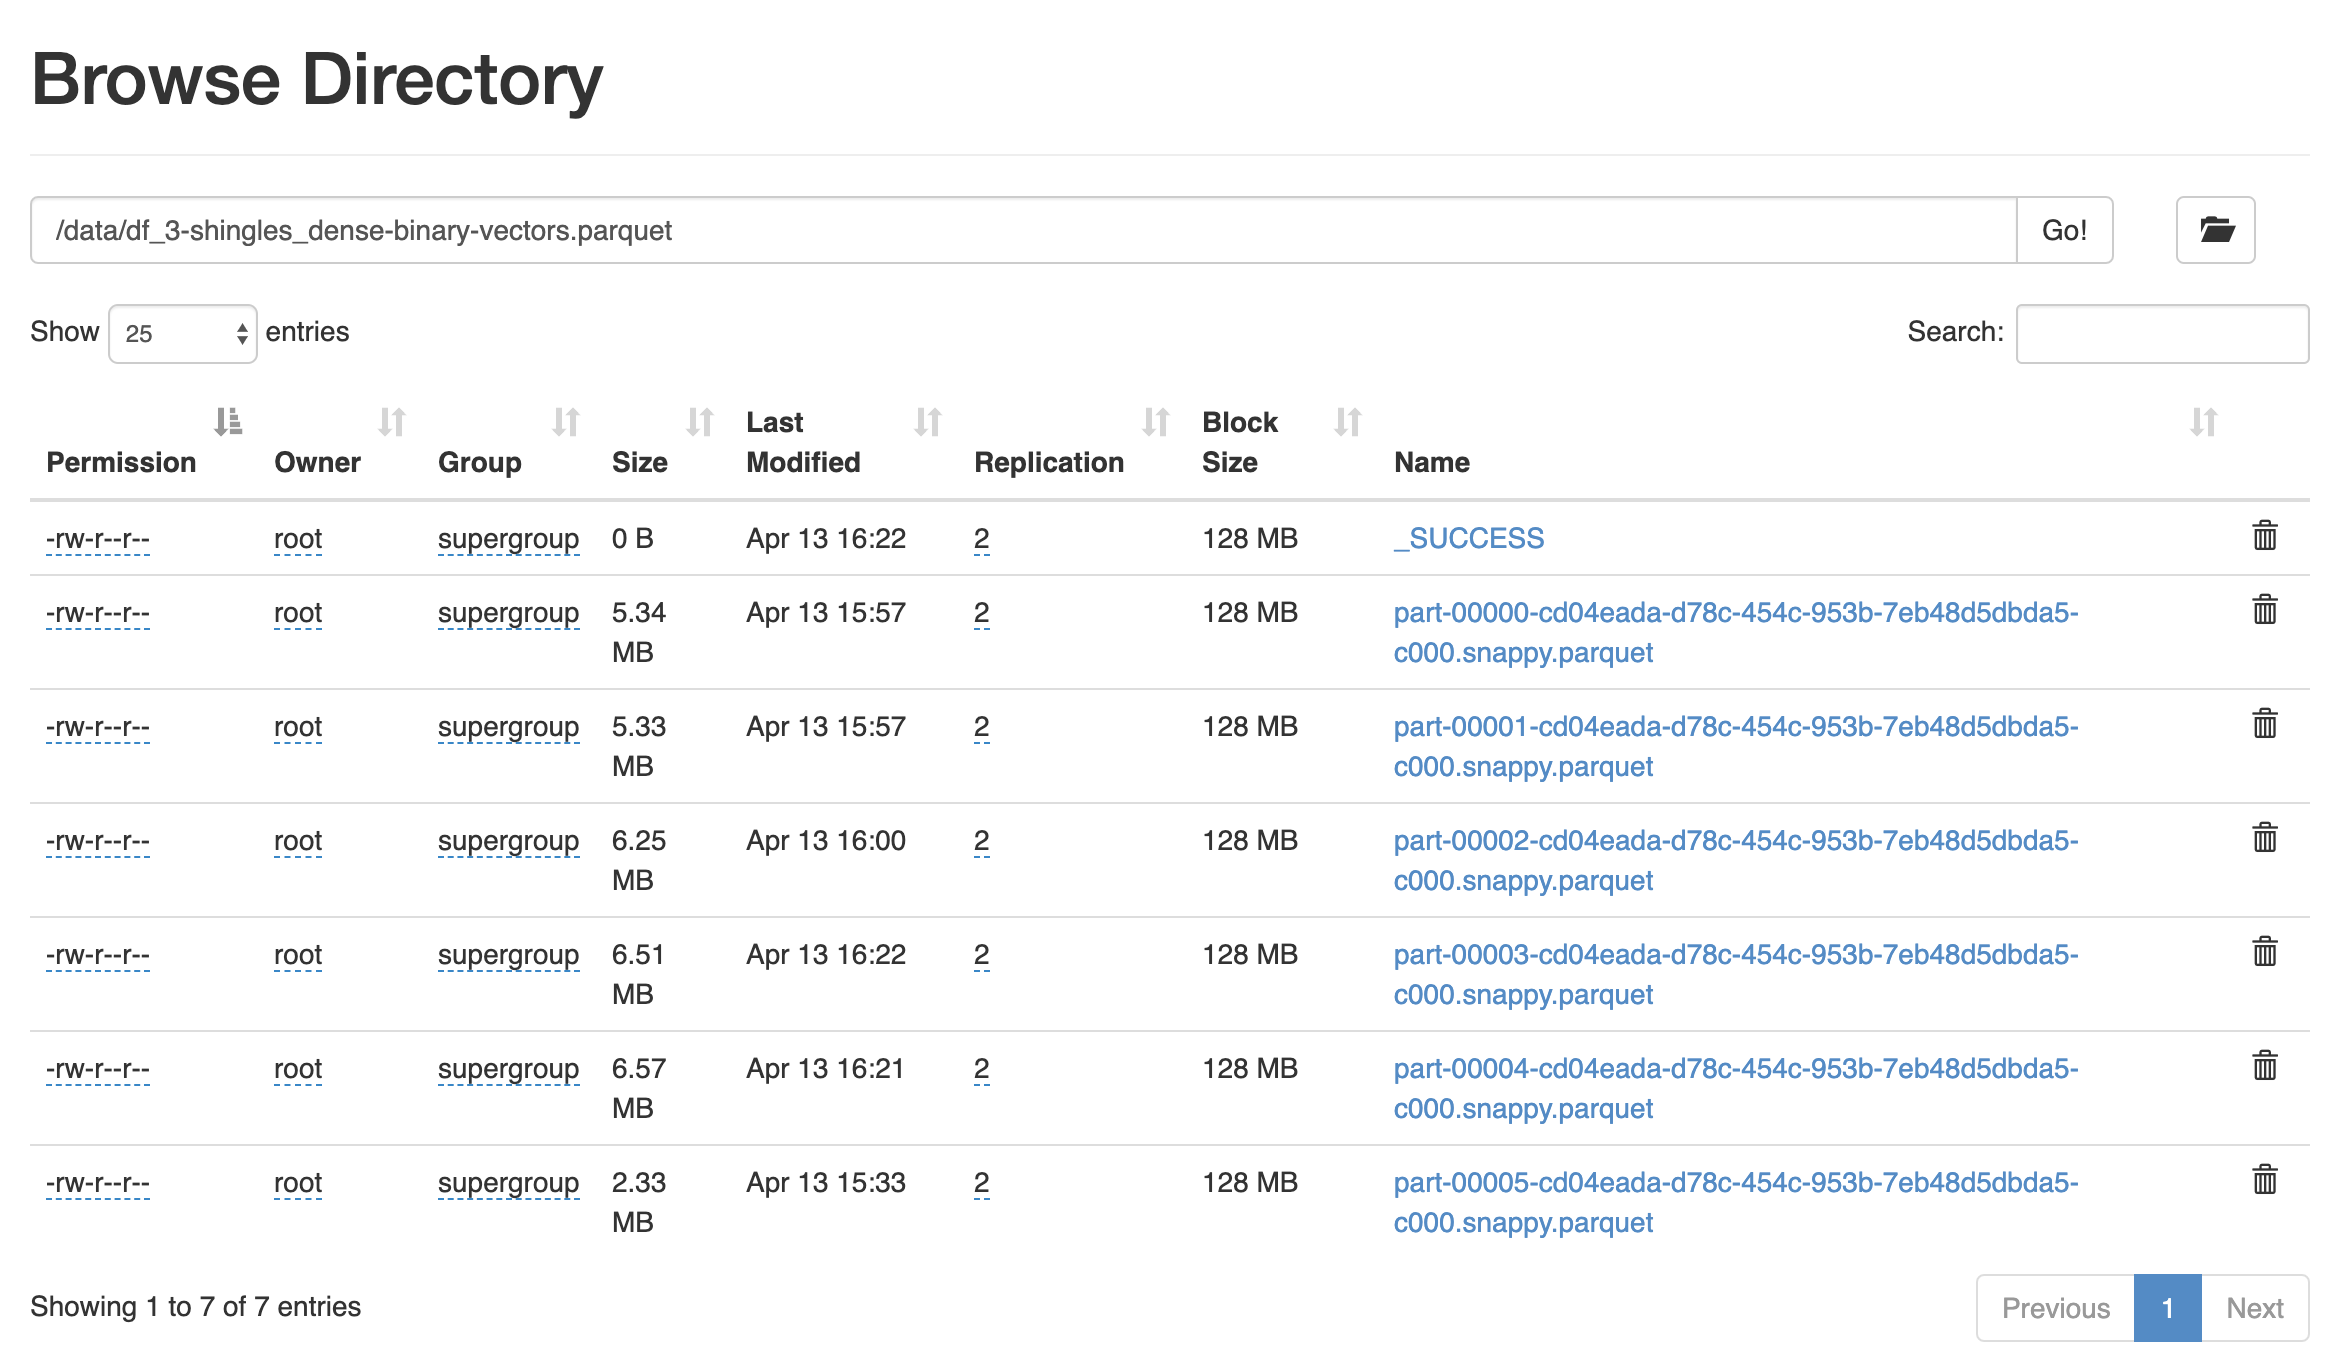 Browse Directory
/data/df_3-shingles_dense-binary-vectors.parquet Go!
Show 25 entries Search:
Permission Owner Group Size Last Modified Replication Block Size Name
-rw-r--r-- root supergroup 0 B Apr 13 16:22 2 128 MB _SUCCESS
-rw-r--r-- root supergroup 5.34 MB Apr 13 15:57 2 128 MB part-00000-cd04eada-d78c-454c-953b-7eb48d5dbda5-c000.snappy.parquet
-rw-r--r-- root supergroup 5.33 MB Apr 13 15:57 2 128 MB part-00001-cd04eada-d78c-454c-953b-7eb48d5dbda5-c000.snappy.parquet
-rw-r--r-- root supergroup 6.25 MB Apr 13 16:00 2 128 MB part-00002-cd04eada-d78c-454c-953b-7eb48d5dbda5-c000.snappy.parquet
-rw-r--r-- root supergroup 6.51 MB Apr 13 16:22 2 128 MB part-00003-cd04eada-d78c-454c-953b-7eb48d5dbda5-c000.snappy.parquet
-rw-r--r-- root supergroup 6.57 MB Apr 13 16:21 2 128 MB part-00004-cd04eada-d78c-454c-953b-7eb48d5dbda5-c000.snappy.parquet
-rw-r--r-- root supergroup 2.33 MB Apr 13 15:33 2 128 MB part-00005-cd04eada-d78c-454c-953b-7eb48d5dbda5-c000.snappy.parquet
Showing 1 to 7 of 7 entries Previous 1 Next